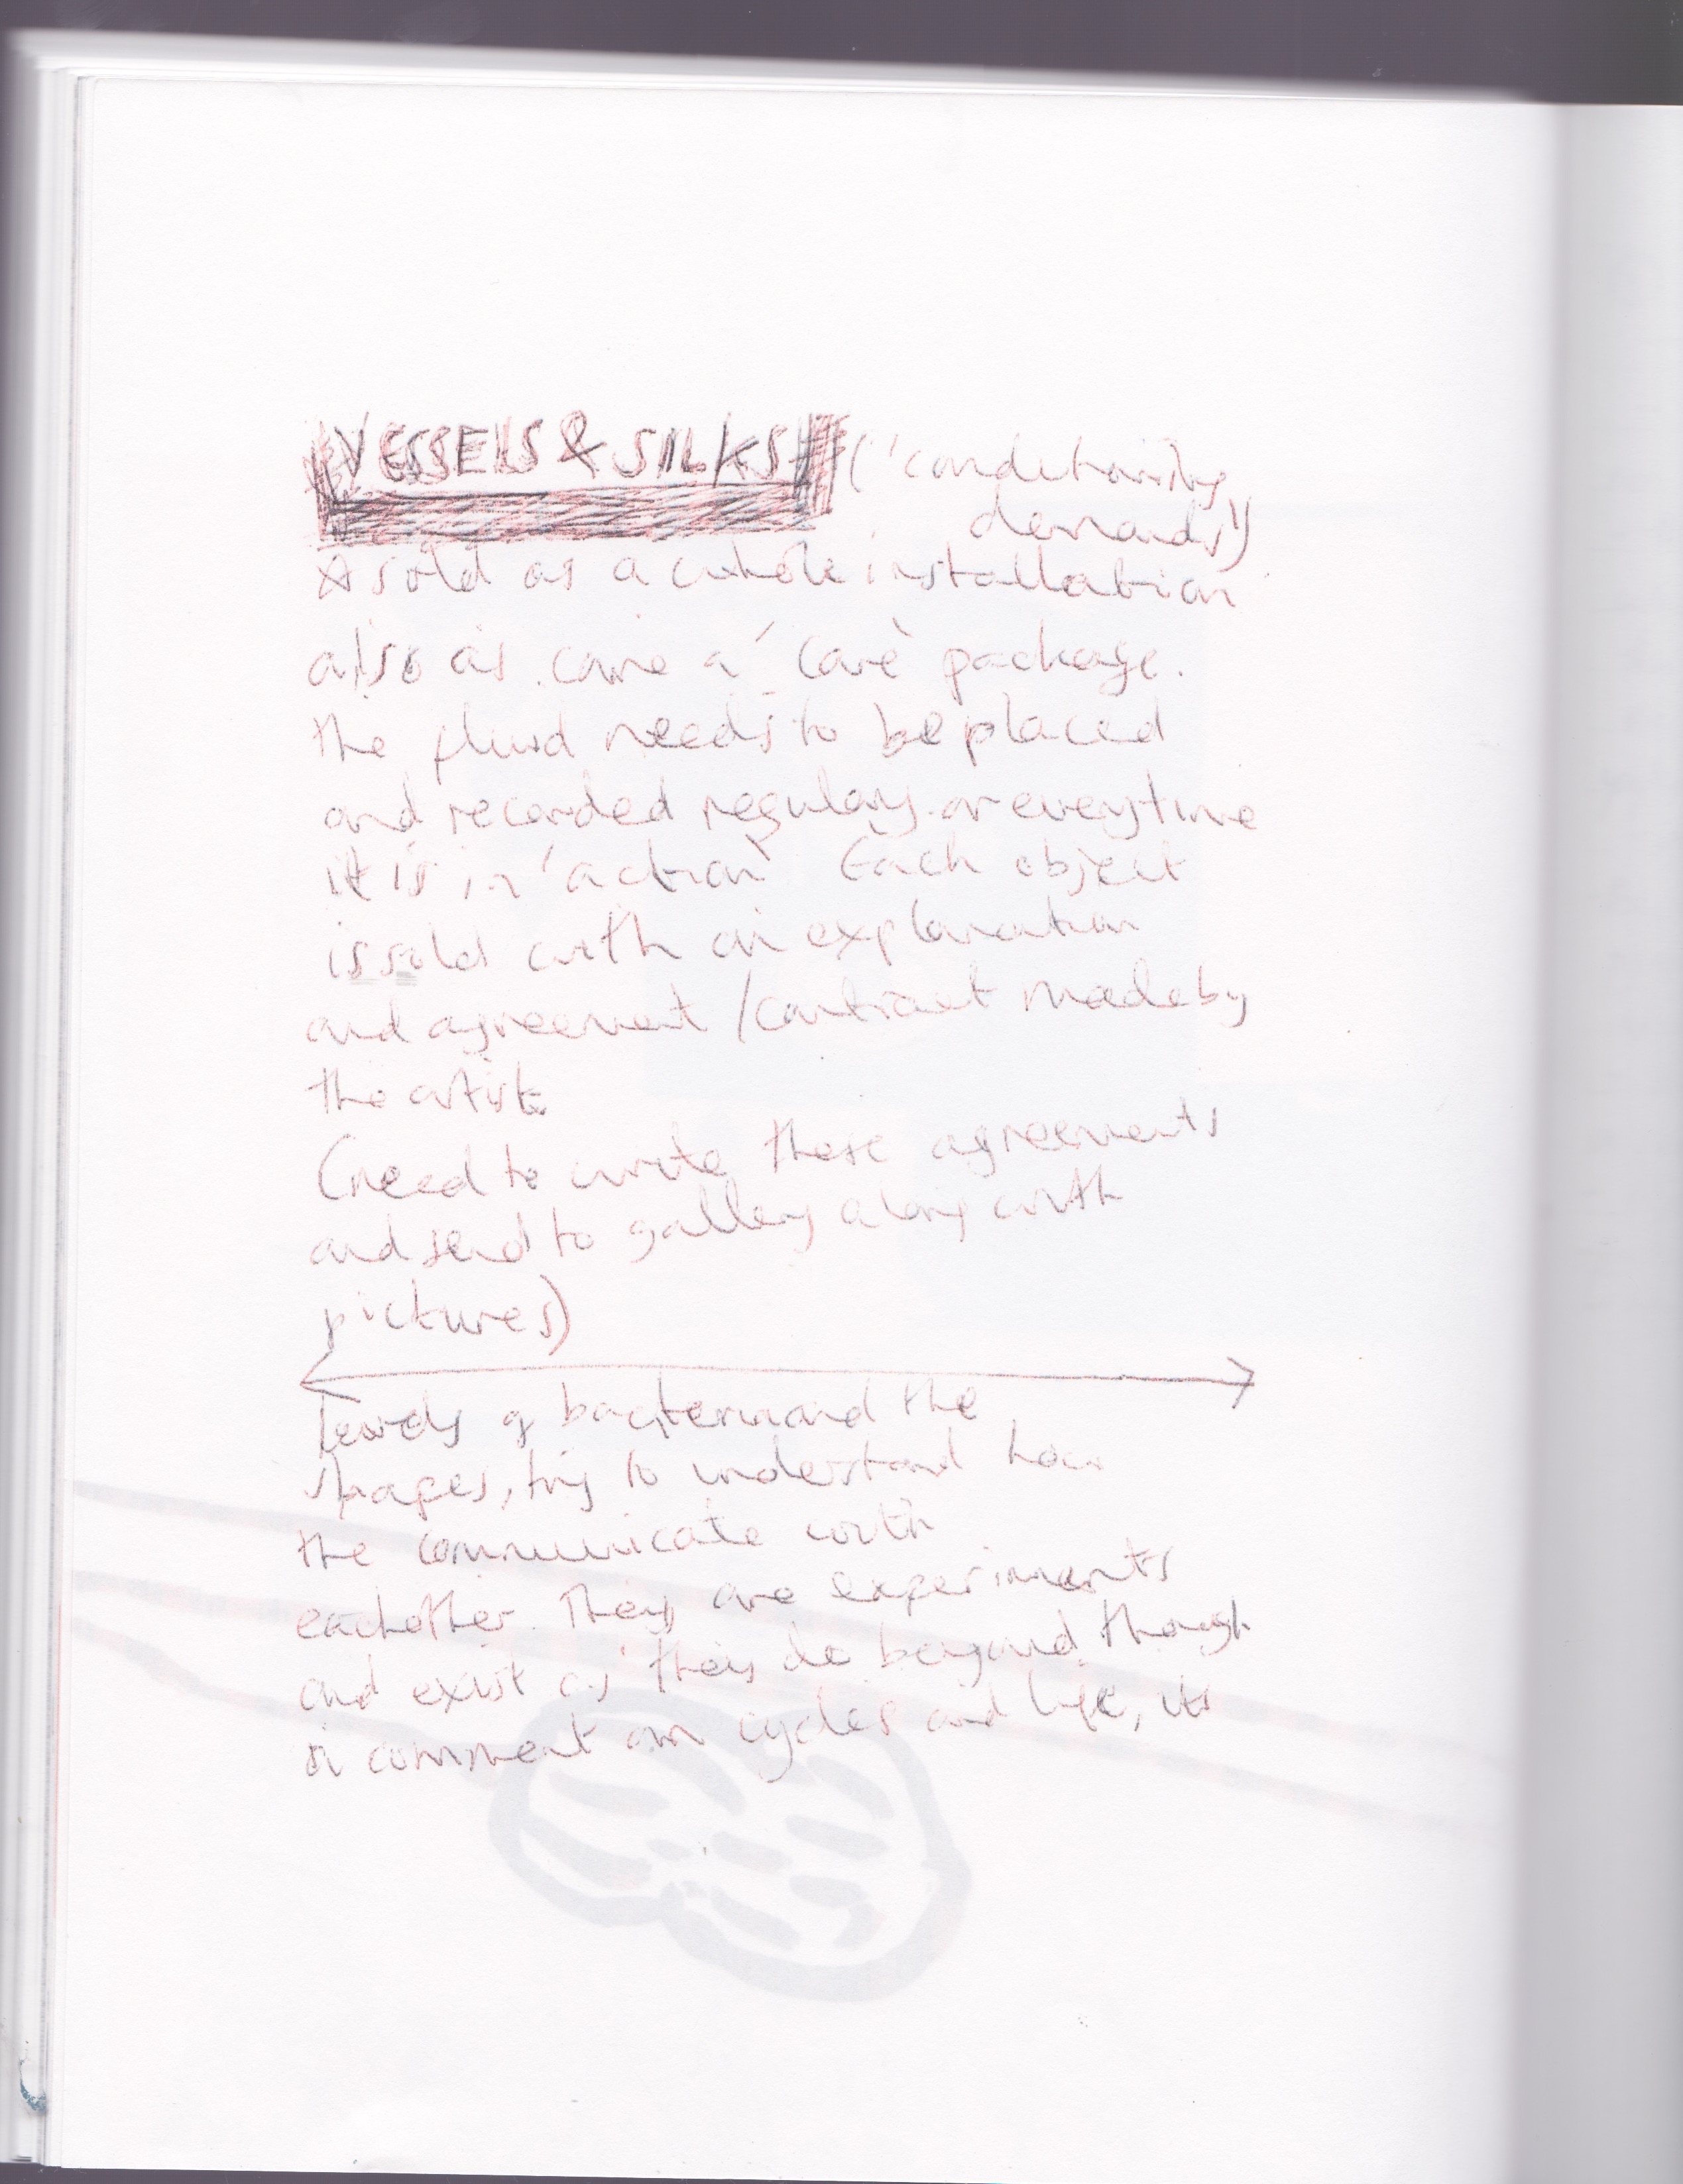 VESSELS & SILKS ('conditioning
demands')
A sold as a whole installation
also as come a 'care' package.
the fluid needs to be placed
and recorded regulary or everytime
it is in 'action' Each object
is sold with an explanation
and agreement / contract made by
the artist
(need to write these agreements
and send to gallery along with
pictures)
of bacteria and the
shapes, try to understand how
the communicate with
eachother. They are experiments
and exist as they do beyond though
a comment on cycles and life, its